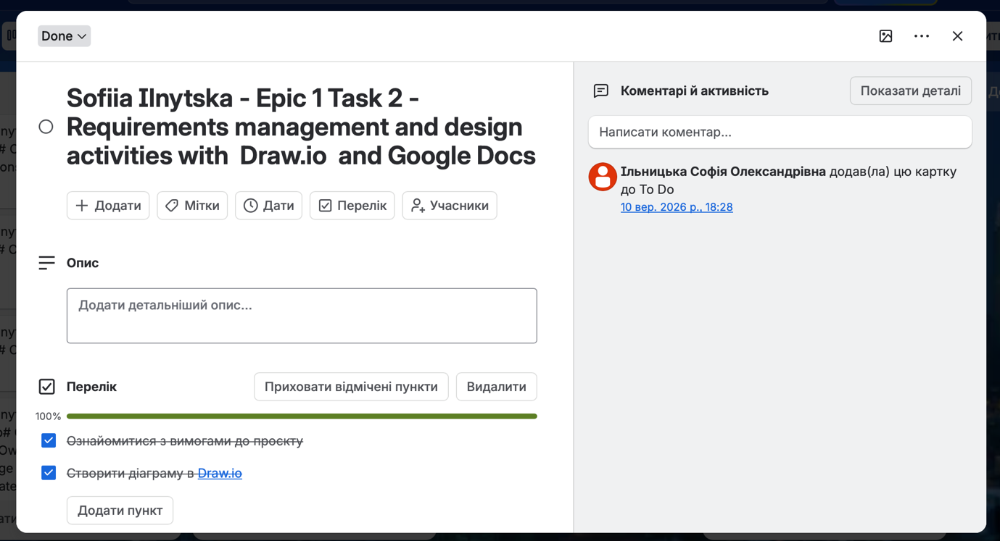 Done
Sofiia Ilnytska - Epic 1 Task 2 -
Requirements management and design
activities with Draw.io and Google Docs
Додати
Мітки
Дати
Перелік
Учасники
Опис
Додати детальніший опис...
Перелік
Приховати відмічені пункти
Видалити
100%
Ознайомитися з вимогами до проєкту
Створити діаграму в Draw.io
Додати пункт
Коментарі й активність
Показати деталі
Написати коментар...
Ільницька Софія Олександрівна додав(ла) цю картку
до To Do
10 вер. 2026 р., 18:28